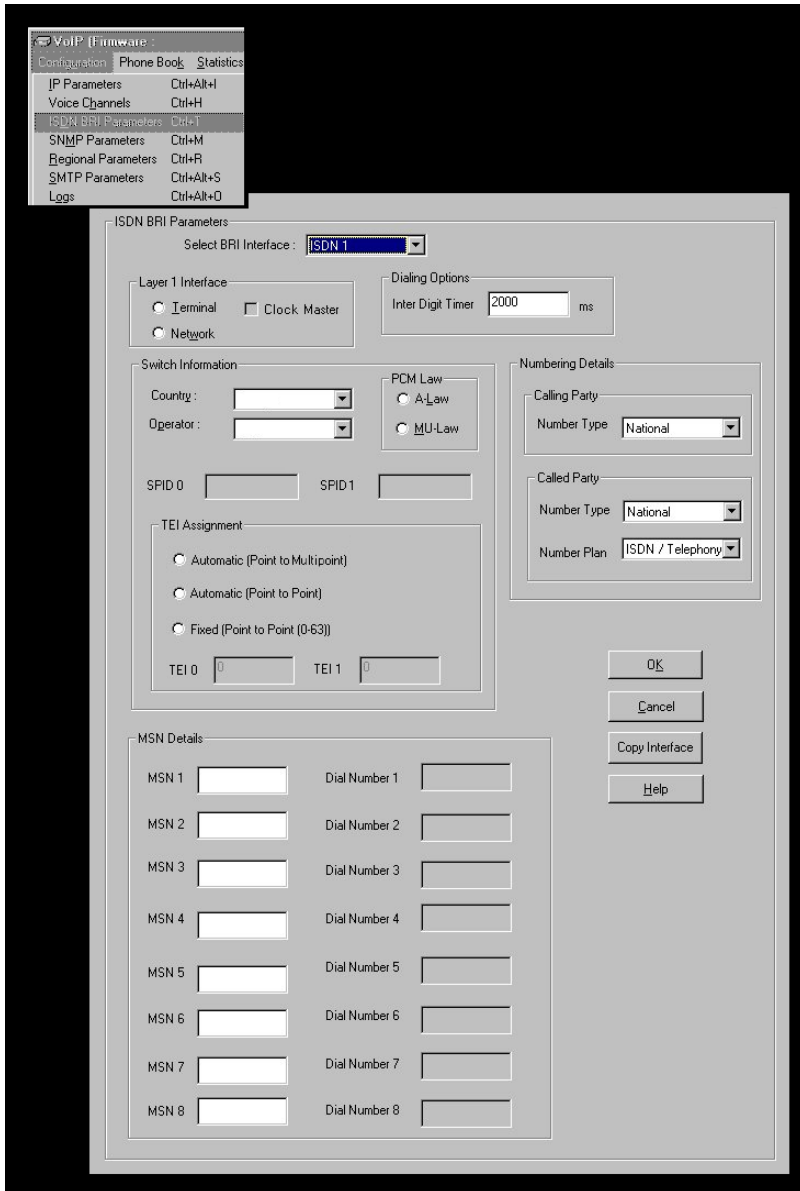 VoIP (Firmware :
Configuration Phone Book Statistics
IP Parameters Ctrl+Alt+I
Voice Channels Ctrl+H
ISDN BRI Parameters Ctrl+T
SNMP Parameters Ctrl+M
Regional Parameters Ctrl+R
SMTP Parameters Ctrl+Alt+S
Logs Ctrl+Alt+O
ISDN BRI Parameters
Select BRI Interface : ISDN 1
Layer 1 Interface
Terminal Clock Master
Network
Dialing Options
Inter Digit Timer 2000 ms
Switch Information
Country :
Operator :
PCM Law
A-Law
MU-Law
SPID 0 SPID 1
TEI Assignment
Automatic (Point to Multipoint)
Automatic (Point to Point)
Fixed (Point to Point (0-63))
TEI 0 0 TEI 1 0
Numbering Details
Calling Party
Number Type National
Called Party
Number Type National
Number Plan ISDN / Telephony
OK
Cancel
Copy Interface
Help
MSN Details
MSN 1 Dial Number 1
MSN 2 Dial Number 2
MSN 3 Dial Number 3
MSN 4 Dial Number 4
MSN 5 Dial Number 5
MSN 6 Dial Number 6
MSN 7 Dial Number 7
MSN 8 Dial Number 8